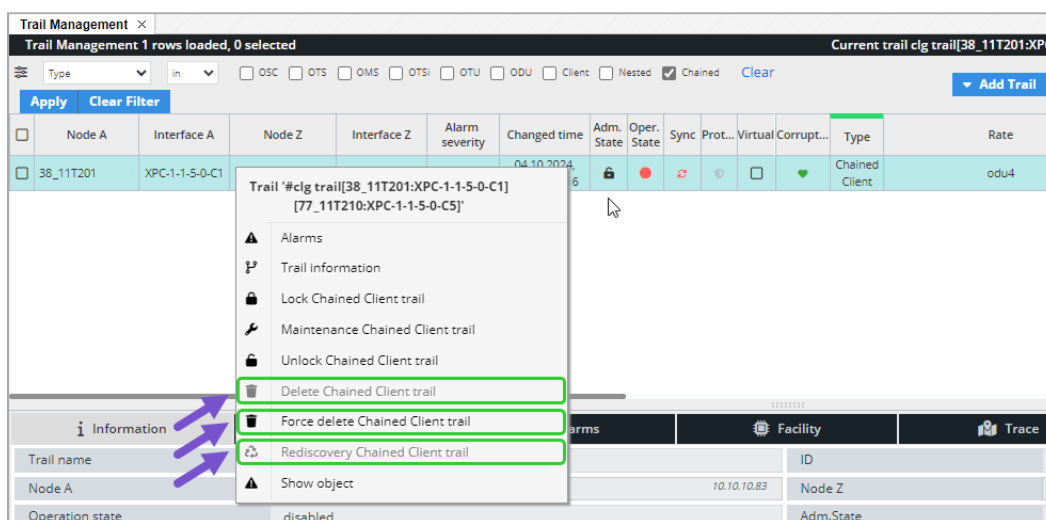 Trail Management ×
Trail Management 1 rows loaded, 0 selected
Current trail clg trail[38_11T201:XP
Type in OSC OTS OMS OTSi OTU ODU Client Nested Chained Clear
Add Trail
Apply Clear Filter
Node A Interface A Node Z Interface Z Alarm severity Changed time Adm. State Oper. State Sync Prot... Virtual Corrupt... Type Rate
38_11T201 XPC-1-1-5-0-C1 04.10.2024, 6 Chained Client odu4
Trail '#clg trail[38_11T201:XPC-1-1-5-0-C1]
[77_11T210:XPC-1-1-5-0-C5]'
Alarms
Trail information
Lock Chained Client trail
Maintenance Chained Client trail
Unlock Chained Client trail
Delete Chained Client trail
Force delete Chained Client trail
Rediscovery Chained Client trail
Show object
Information arms Facility Trace
Trail name ID
Node A 10.10.10.83 Node Z
Operation state disabled Adm.State